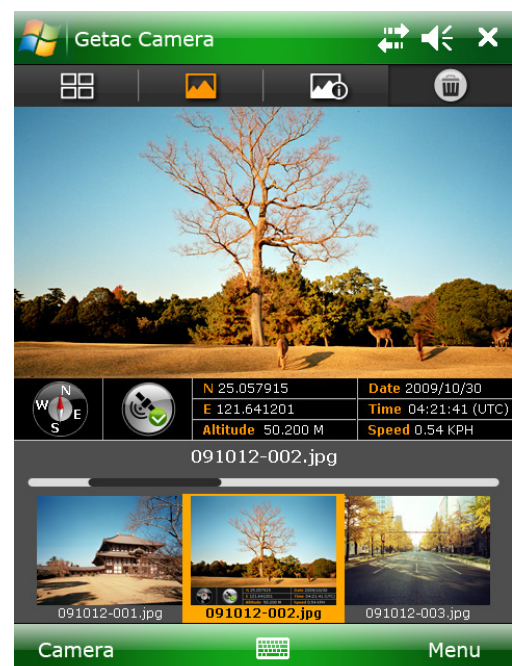 Getac Camera
N
W E
S
N 25.057915
Date 2009/10/30
E 121.641201
Time 04:21:41 (UTC)
Altitude 50.200 M
Speed 0.54 KPH
091012-002.jpg
091012-001.jpg
091012-002.jpg
091012-003.jpg
Camera
Menu